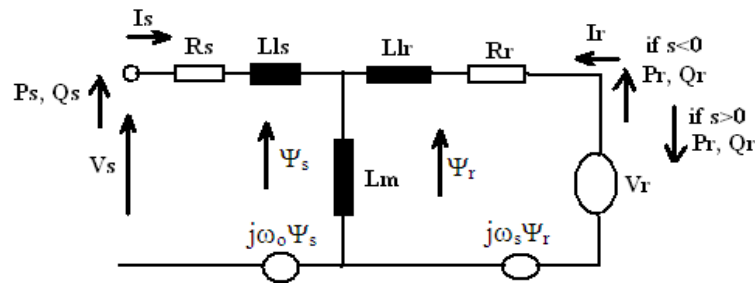 Is
Rs
Lls
Llr
Rr
Ir
if s<0
Pr, Qr
if s>0
Pr, Qr
Ps, Qs
Vs
Ψs
Lm
Ψr
Vr
jωoΨs
jωsΨr